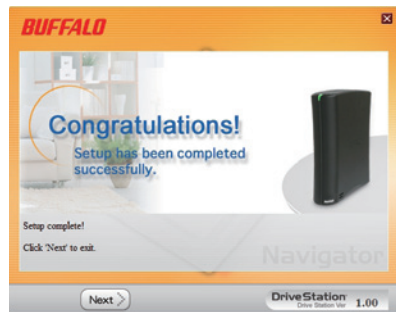 BUFFALO
Congratulations!
Setup has been completed
successfully.
Setup complete!
Click 'Next' to exit.
Navigator
Next
DriveStation
Drive Station Ver 1.00